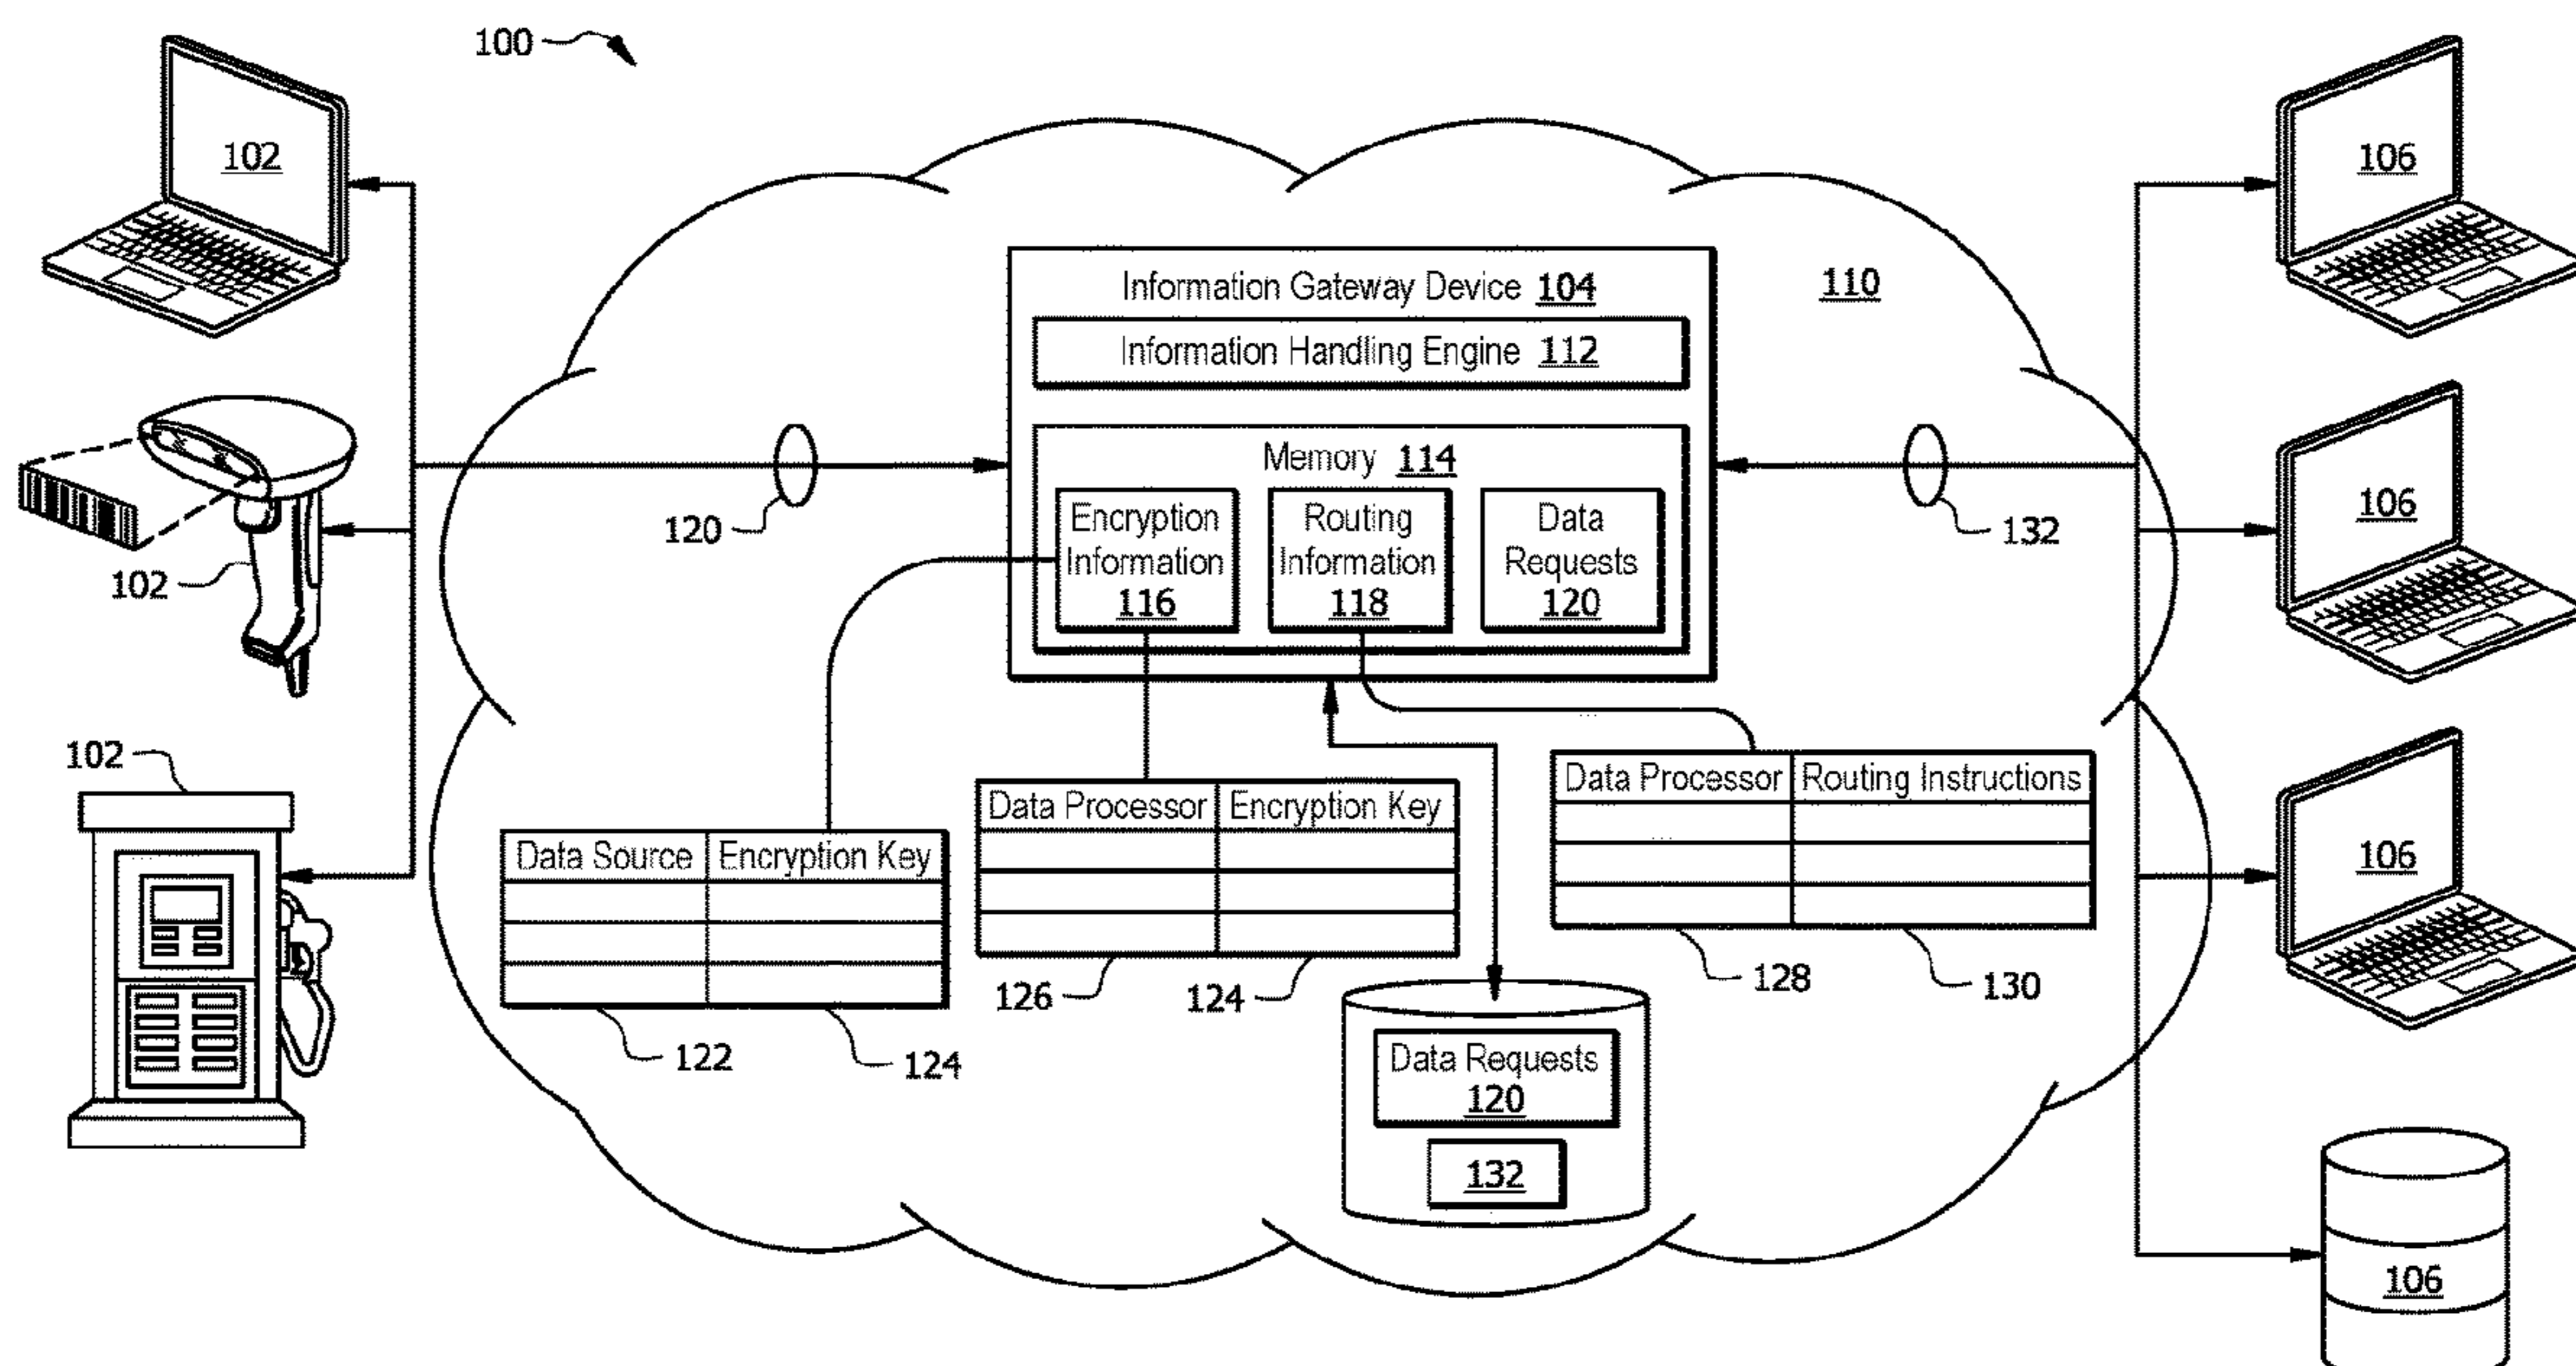 100
102
106
110
Information Gateway Device 104
Information Handling Engine 112
Memory 114
Encryption Information 116
Routing Information 118
Data Requests 120
120
132
102
106
102
Data Source Encryption Key
122
124
Data Processor Encryption Key
126
124
Data Processor Routing Instructions
128
130
106
Data Requests
120
132
106